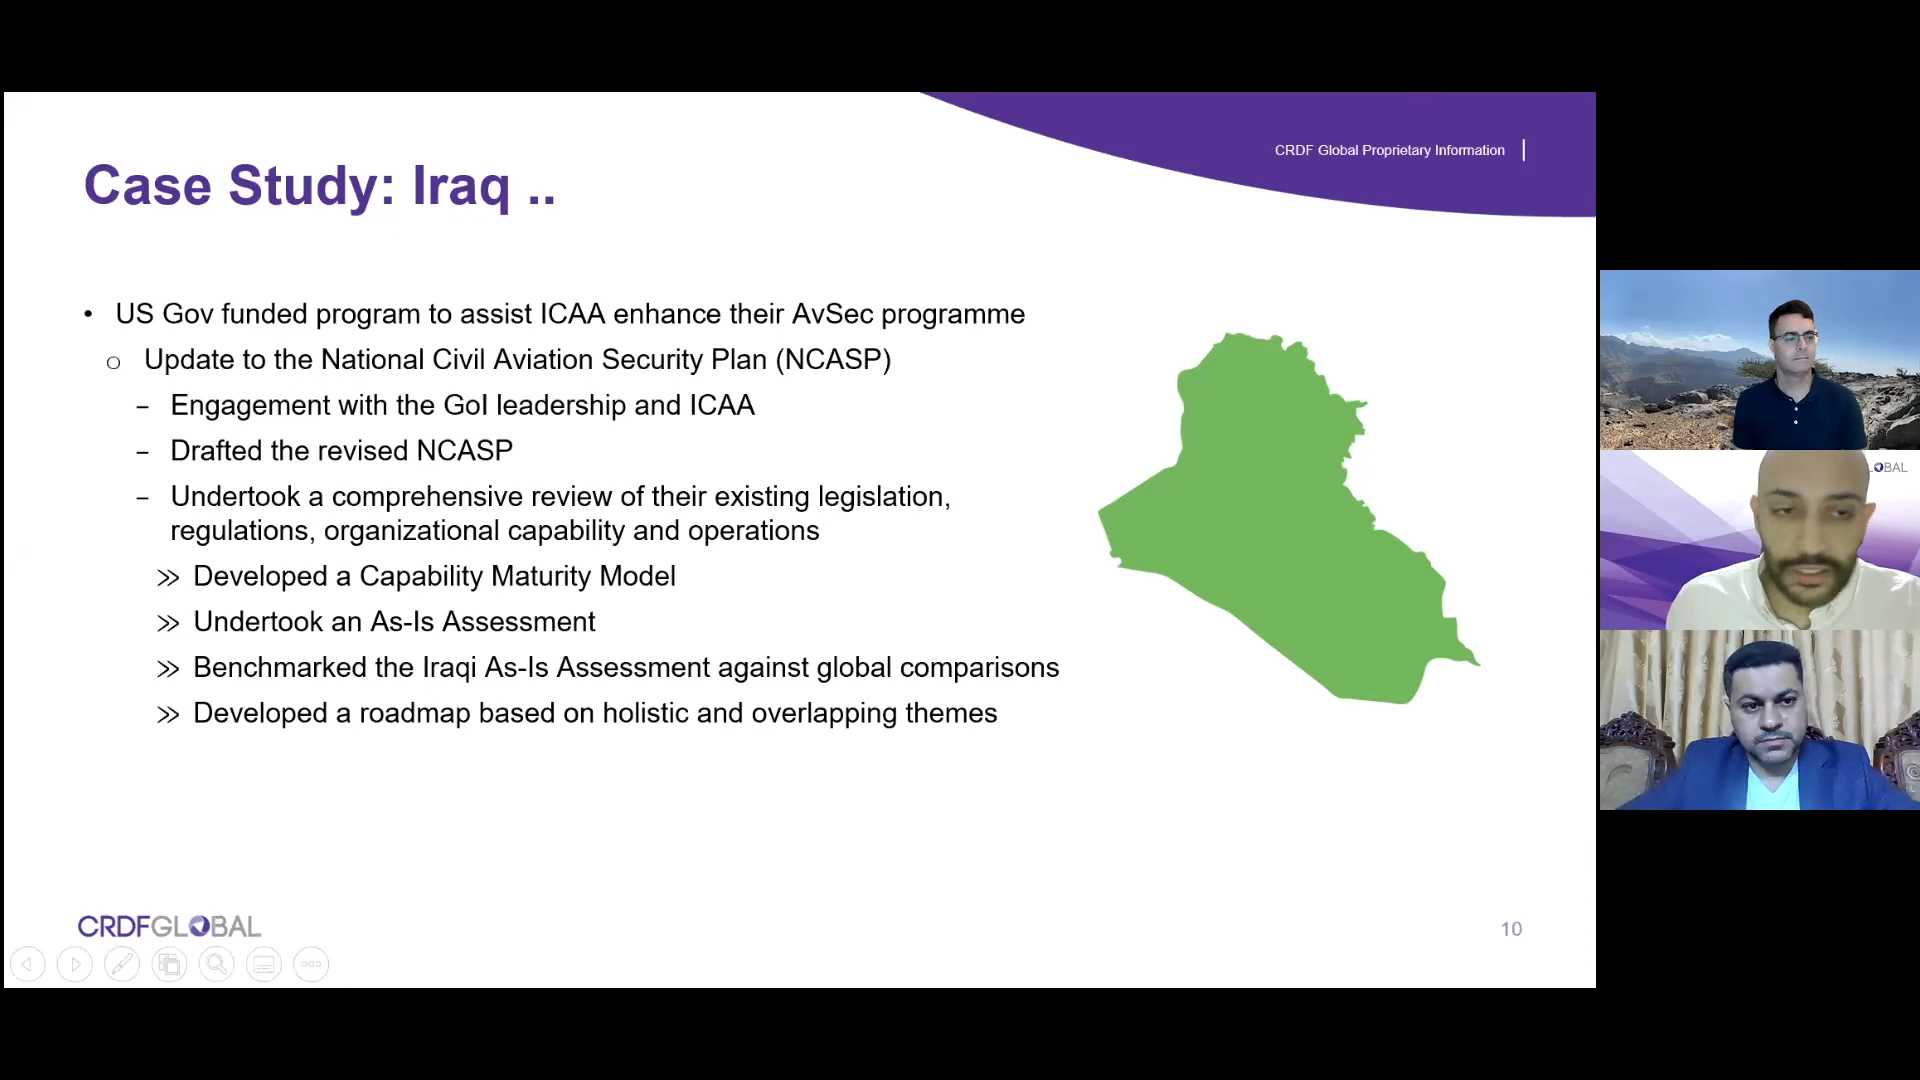 CRDF Global Proprietary Information
Case Study: Iraq ..
• US Gov funded program to assist ICAA enhance their AvSec programme
o Update to the National Civil Aviation Security Plan (NCASP)
– Engagement with the GoI leadership and ICAA
– Drafted the revised NCASP
– Undertook a comprehensive review of their existing legislation,
regulations, organizational capability and operations
>> Developed a Capability Maturity Model
>> Undertook an As-Is Assessment
>> Benchmarked the Iraqi As-Is Assessment against global comparisons
>> Developed a roadmap based on holistic and overlapping themes
CRDFGLOBAL
10
LOBAL